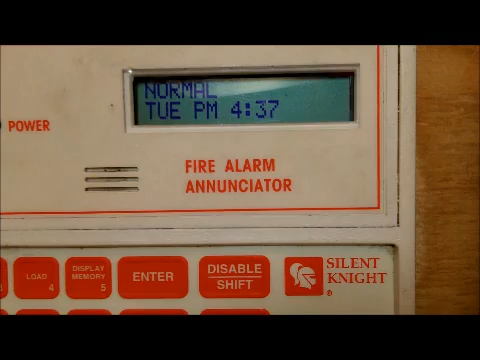 NORMAL
TUE PM 4:37
POWER
FIRE ALARM
ANNUNCIATOR
LOAD
4
DISPLAY
MEMORY
5
ENTER
DISABLE
SHIFT
SILENT
KNIGHT
®